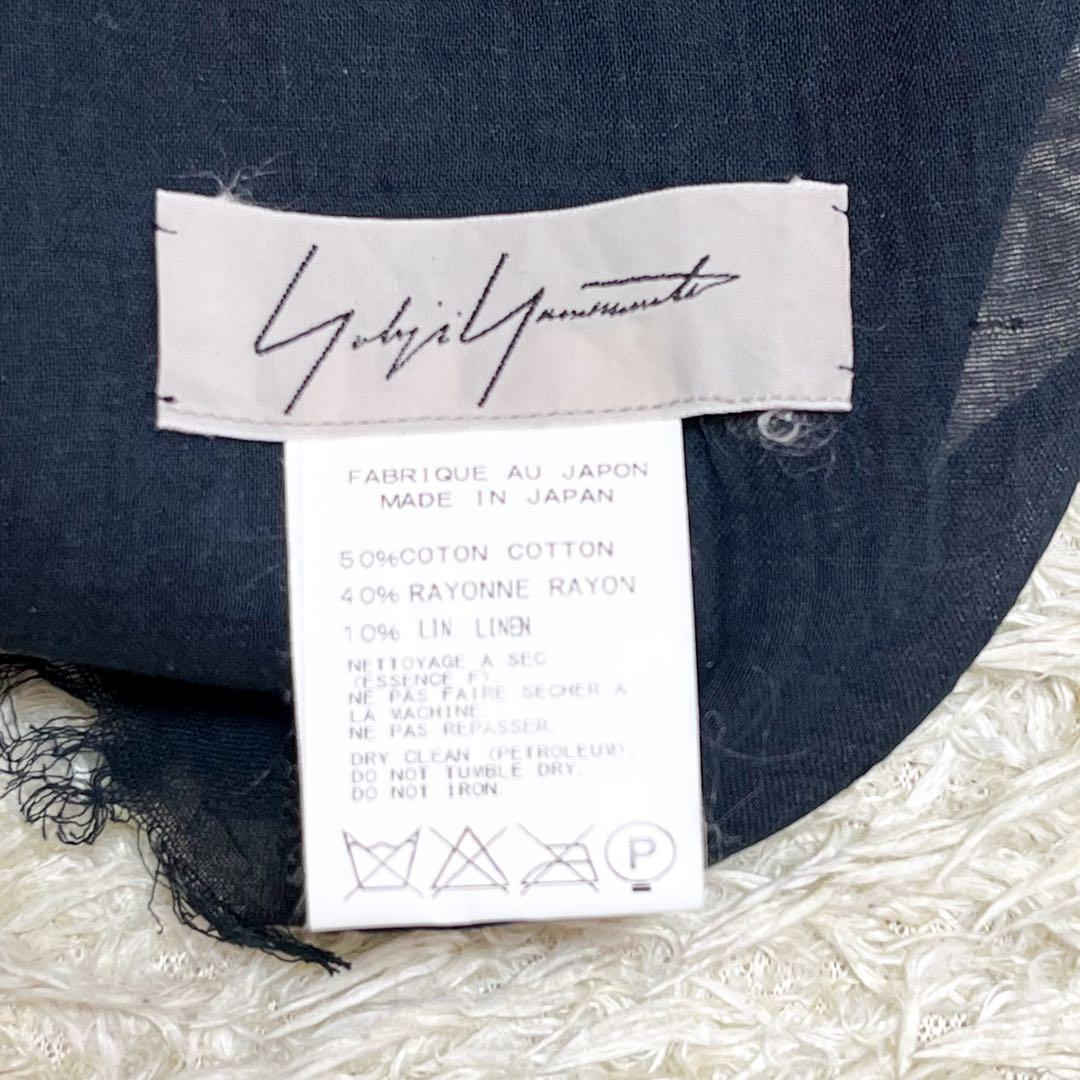 Yohji Yamamoto
FABRIQUE AU JAPON
MADE IN JAPAN
50%COTON COTTON
40% RAYONNE RAYON
10% LIN LINEN
NETTOYAGE A SEC
(ESSENCE F).
NE PAS FAIRE SECHER A
LA MACHINE.
NE PAS REPASSER.
DRY CLEAN (PETROLEUM).
DO NOT TUMBLE DRY.
DO NOT IRON.
P